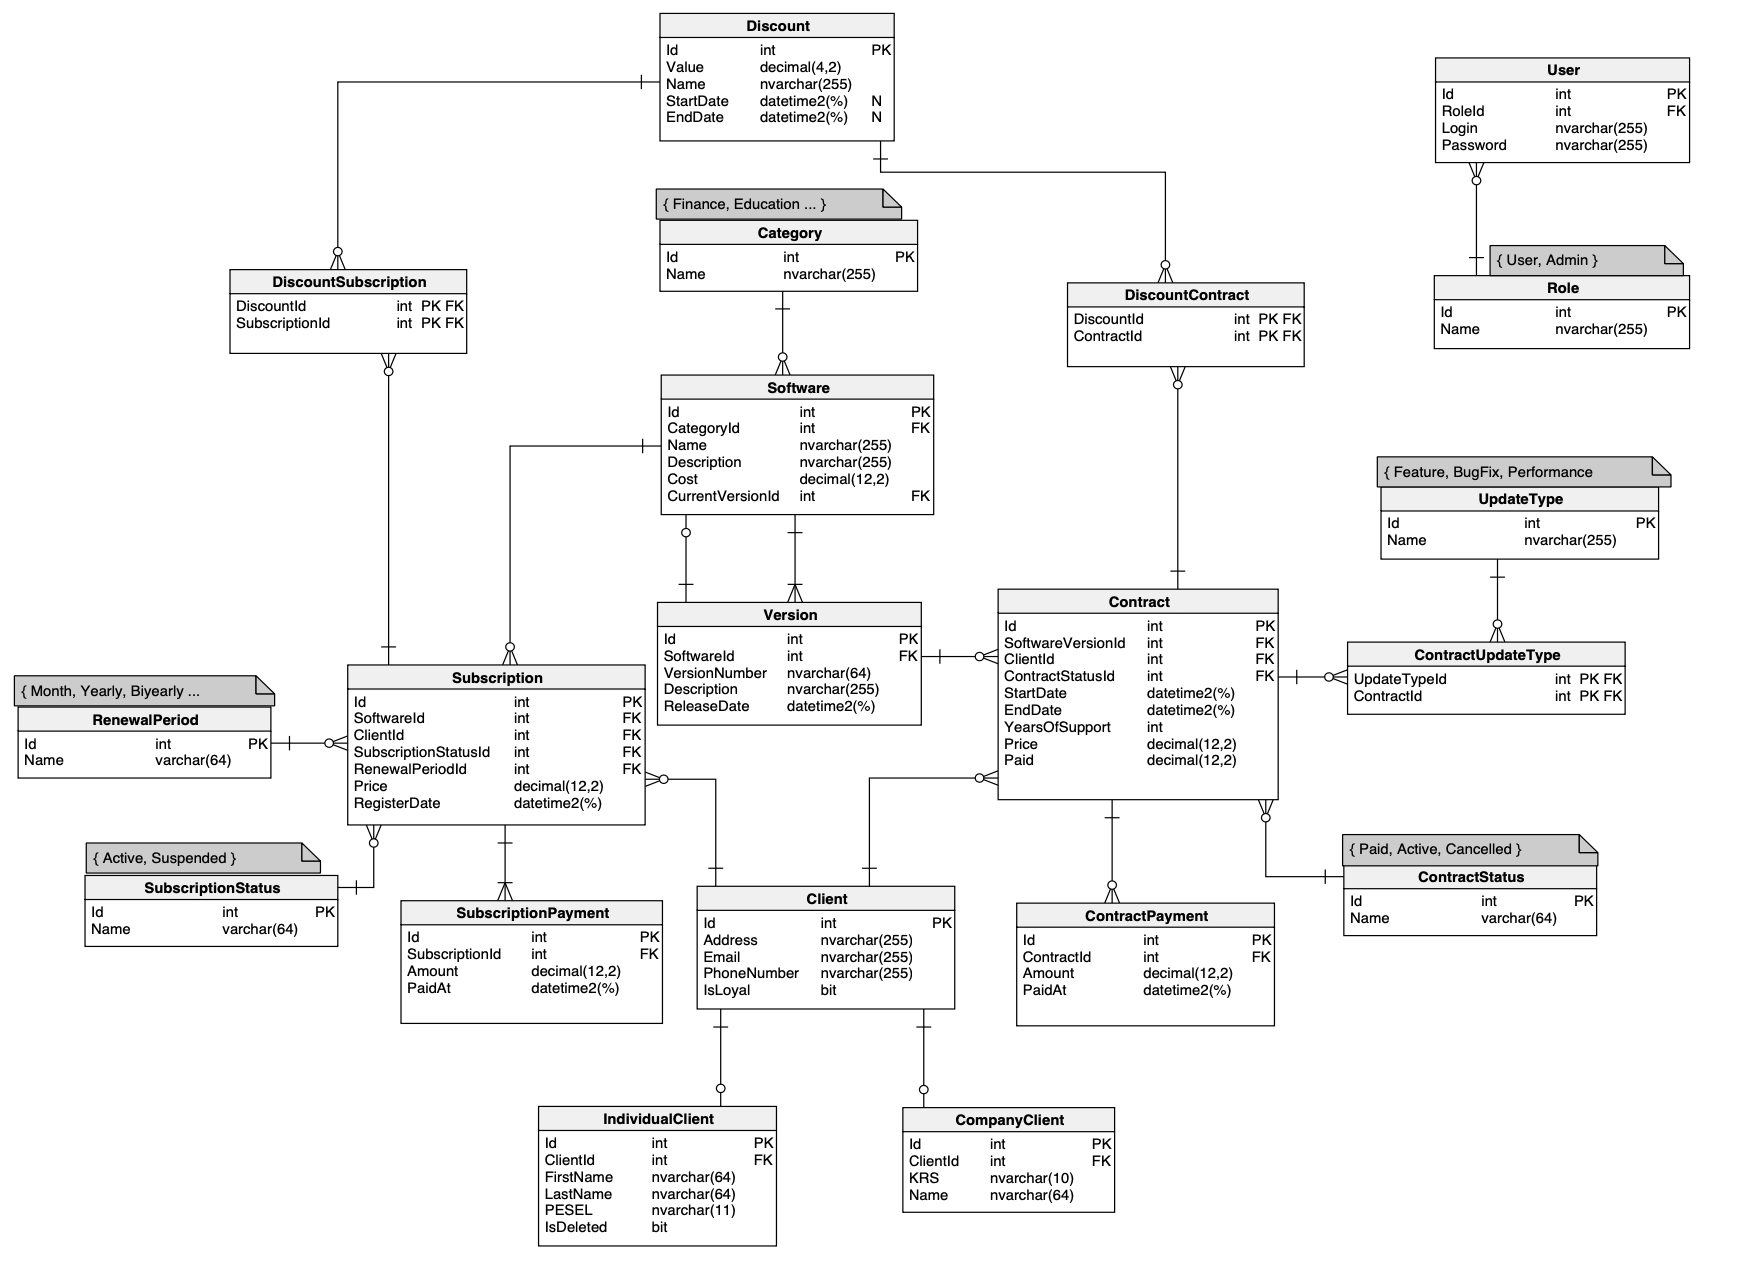 Discount
Id int PK
Value decimal(4,2)
Name nvarchar(255)
StartDate datetime2(%) N
EndDate datetime2(%) N
User
Id int PK
RoleId int FK
Login nvarchar(255)
Password nvarchar(255)
{ Finance, Education ... }
Category
Id int PK
Name nvarchar(255)
{ User, Admin }
Role
Id int PK
Name nvarchar(255)
DiscountSubscription
DiscountId int PK FK
SubscriptionId int PK FK
DiscountContract
DiscountId int PK FK
ContractId int PK FK
Software
Id int PK
CategoryId int FK
Name nvarchar(255)
Description nvarchar(255)
Cost decimal(12,2)
CurrentVersionId int FK
{ Feature, BugFix, Performance
UpdateType
Id int PK
Name nvarchar(255)
Version
Id int PK
SoftwareId int FK
VersionNumber nvarchar(64)
Description nvarchar(255)
ReleaseDate datetime2(%)
Contract
Id int PK
SoftwareVersionId int FK
ClientId int FK
ContractStatusId int FK
StartDate datetime2(%)
EndDate datetime2(%)
YearsOfSupport int
Price decimal(12,2)
Paid decimal(12,2)
ContractUpdateType
UpdateTypeId int PK FK
ContractId int PK FK
{ Month, Yearly, Biyearly ...
RenewalPeriod
Id int PK
Name varchar(64)
Subscription
Id int PK
SoftwareId int FK
ClientId int FK
SubscriptionStatusId int FK
RenewalPeriodId int FK
Price decimal(12,2)
RegisterDate datetime2(%)
{ Active, Suspended }
SubscriptionStatus
Id int PK
Name varchar(64)
SubscriptionPayment
Id int PK
SubscriptionId int FK
Amount decimal(12,2)
PaidAt datetime2(%)
Client
Id int PK
Address nvarchar(255)
Email nvarchar(255)
PhoneNumber nvarchar(255)
IsLoyal bit
ContractPayment
Id int PK
ContractId int FK
Amount decimal(12,2)
PaidAt datetime2(%)
{ Paid, Active, Cancelled }
ContractStatus
Id int PK
Name varchar(64)
IndividualClient
Id int PK
ClientId int FK
FirstName nvarchar(64)
LastName nvarchar(64)
PESEL nvarchar(11)
IsDeleted bit
CompanyClient
Id int PK
ClientId int FK
KRS nvarchar(10)
Name nvarchar(64)